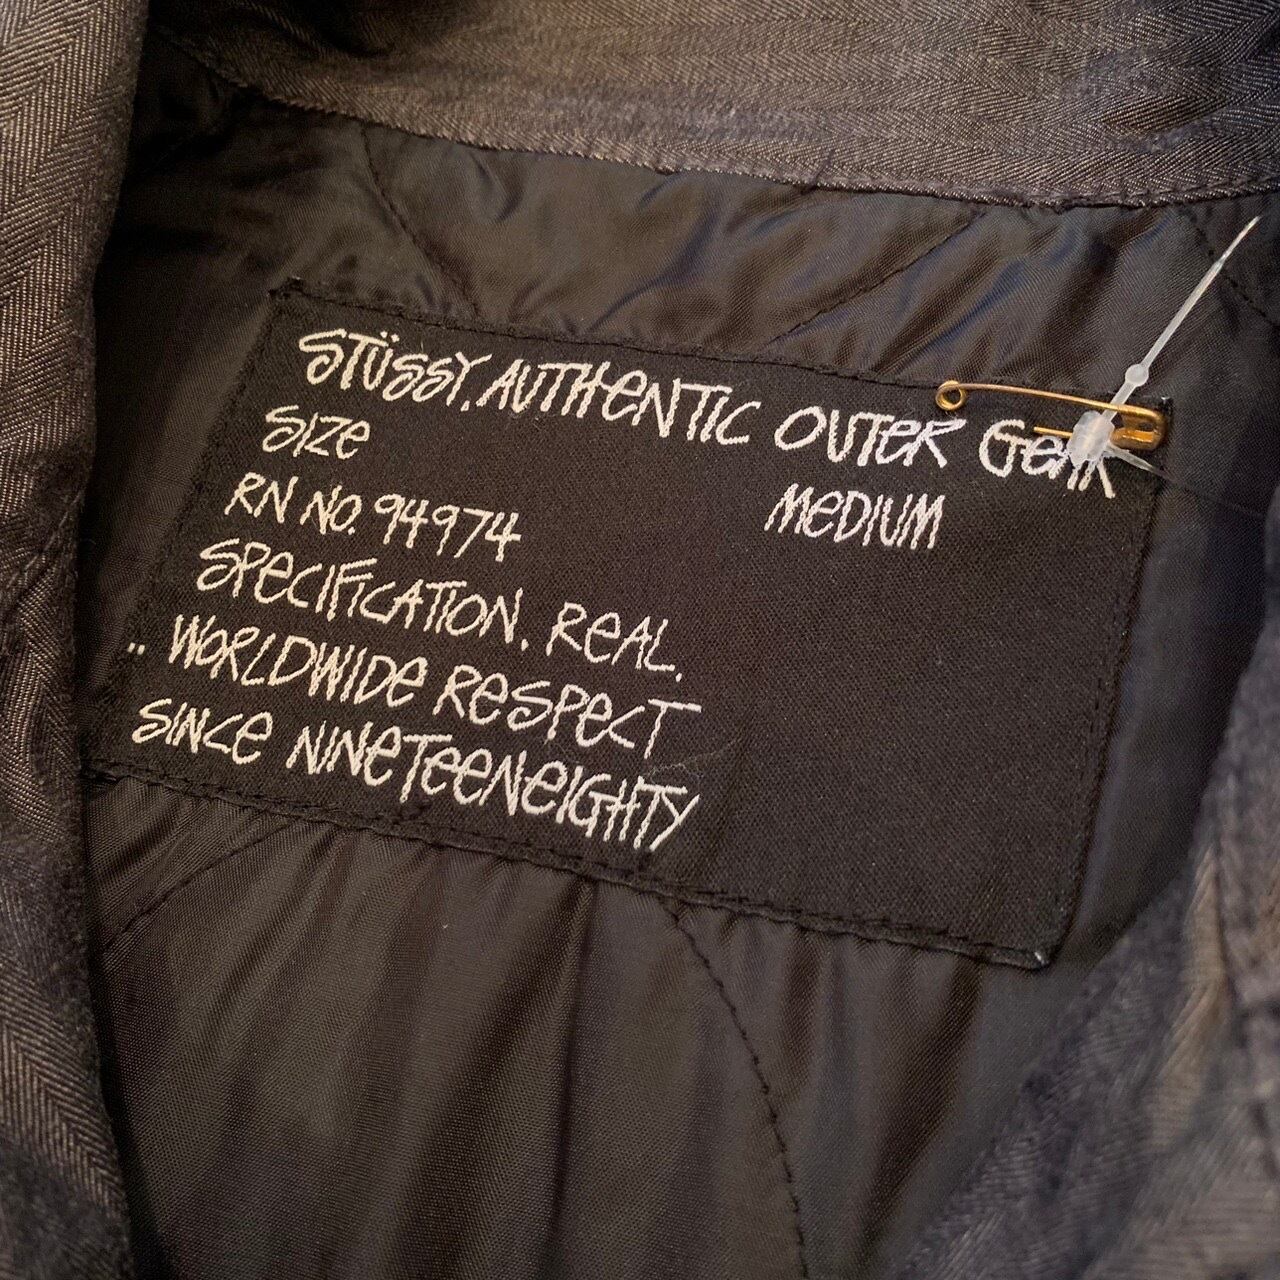 STÜSSY. AUTHENTIC OUTER GEAR
SIZE MEDIUM
RN NO. 94974
SPECIFICATION. REAL.
.. WORLDWIDE RESPECT
SINCE NINETEENEIGHTY